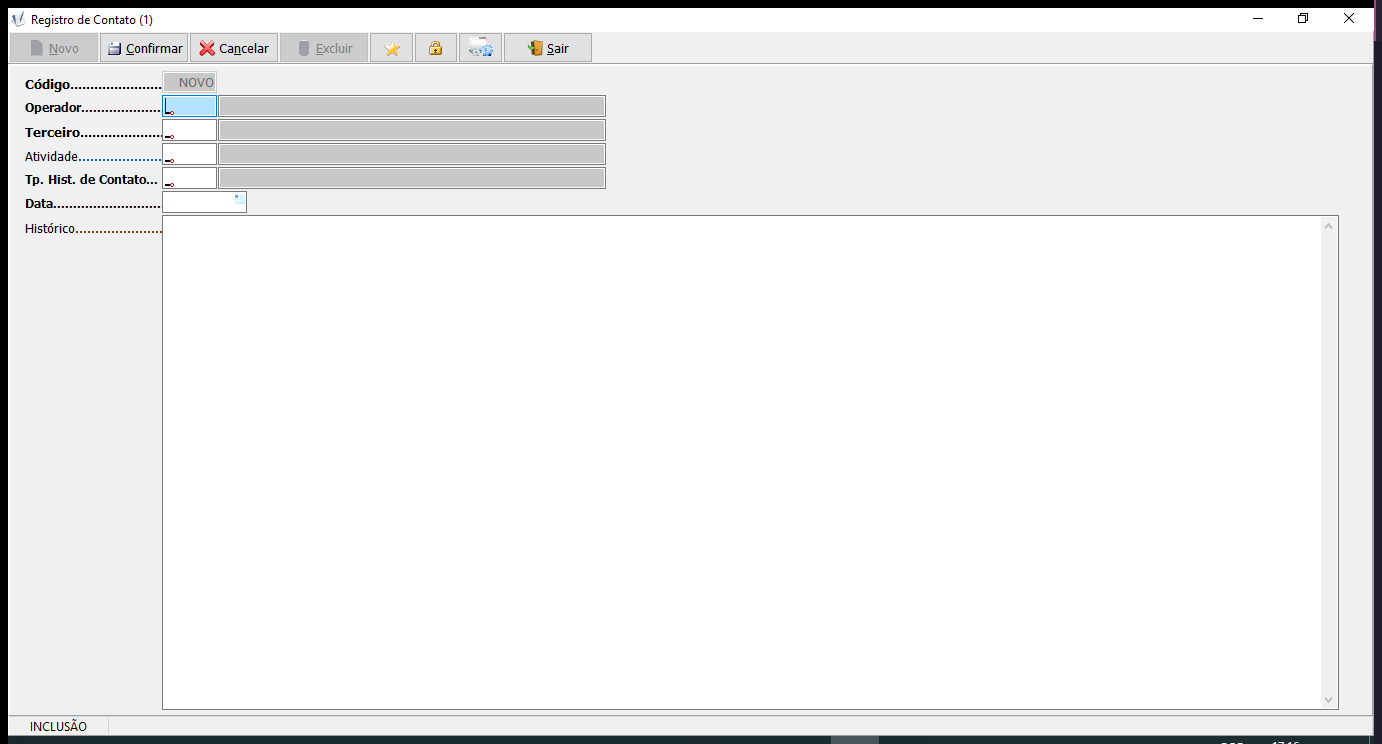 Registro de Contato (1)
Novo Confirmar Cancelar Excluir Sair
Código....................... NOVO
Operador....................
Terceiro.....................
Atividade.....................
Tp. Hist. de Contato...
Data...........................
Histórico......................
INCLUSÃO